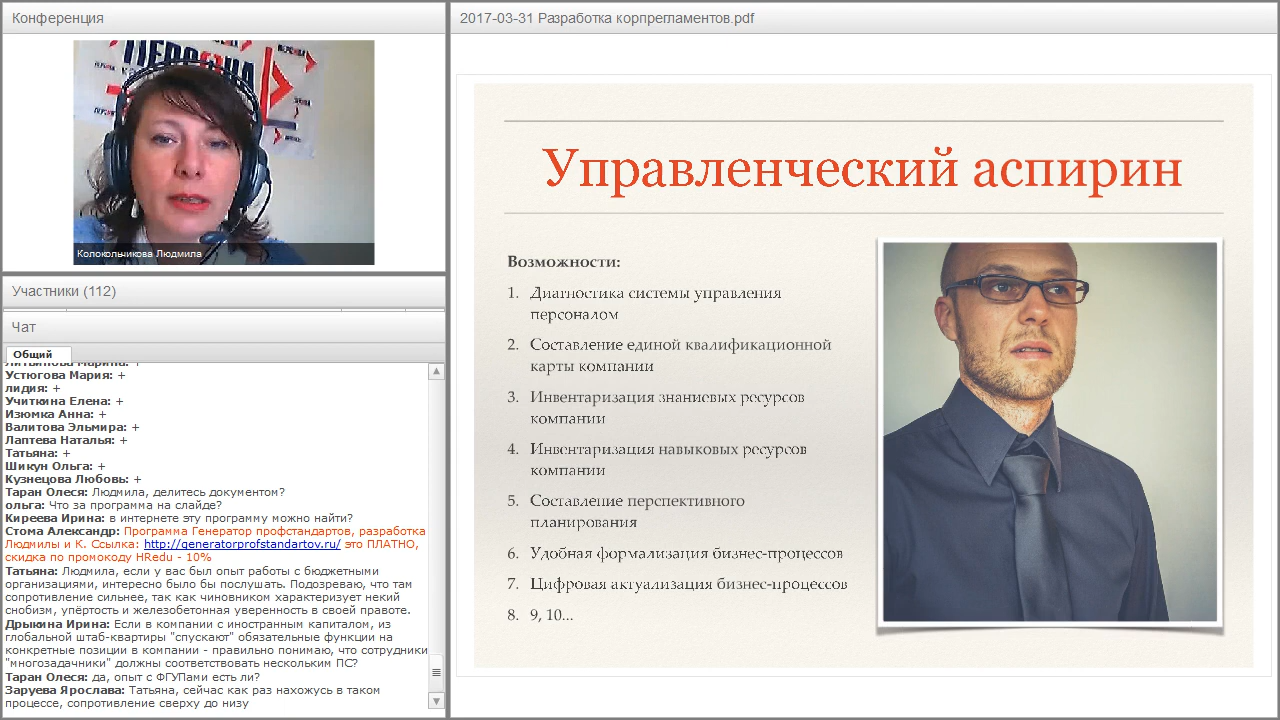 Конференция
Колокольчикова Людмила
Участники (112)
Чат
Общий
Литвинова Марина: +
Устюгова Мария: +
лидия: +
Учиткина Елена: +
Изюмка Анна: +
Валитова Эльмира: +
Лаптева Наталья: +
Татьяна: +
Шикун Ольга: +
Кузнецова Любовь: +
Таран Олеся: Людмила, делитесь документом?
ольга: Что за программа на слайде?
Киреева Ирина: в интернете эту программу можно найти?
Стома Александр: Программа Генератор профстандартов, разработка
Людмилы и К. Ссылка: http://generatorprofstandartov.ru/ это ПЛАТНО,
скидка по промокоду HRedu - 10%
Татьяна: Людмила, если у вас был опыт работы с бюджетными
организациями, интересно было бы послушать. Подозреваю, что там
сопротивление сильнее, так как чиновником характеризует некий
снобизм, упёртость и железобетонная уверенность в своей правоте.
Дрыкина Ирина: Если в компании с иностранным капиталом, из
глобальной штаб-квартиры "спускают" обязательные функции на
конкретные позиции в компании - правильно понимаю, что сотрудники
"многозадачники" должны соответствовать нескольким ПС?
Таран Олеся: да, опыт с ФГУПами есть ли?
Заруева Ярослава: Татьяна, сейчас как раз нахожусь в таком
процессе, сопротивление сверху до низу
2017-03-31 Разработка корпрегламентов.pdf
Управленческий аспирин
Возможности:
1. Диагностика системы управления
персоналом
2. Составление единой квалификационной
карты компании
3. Инвентаризация знаниевых ресурсов
компании
4. Инвентаризация навыковых ресурсов
компании
5. Составление перспективного
планирования
6. Удобная формализация бизнес-процессов
7. Цифровая актуализация бизнес-процессов
8. 9, 10...